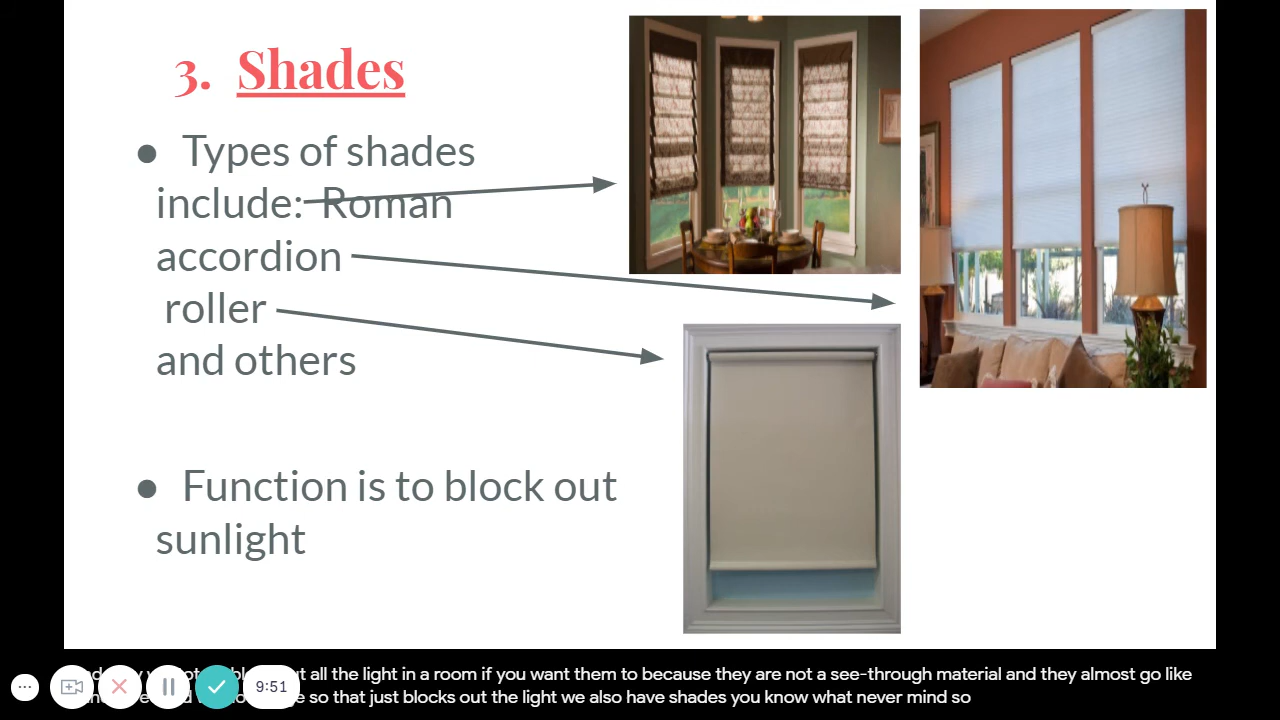 3. Shades
● Types of shades
include: Roman
accordion
roller
and others
● Function is to block out
sunlight
all the light in a room if you want them to because they are not a see-through material and they almost go like
so that just blocks out the light we also have shades you know what never mind so
9:51